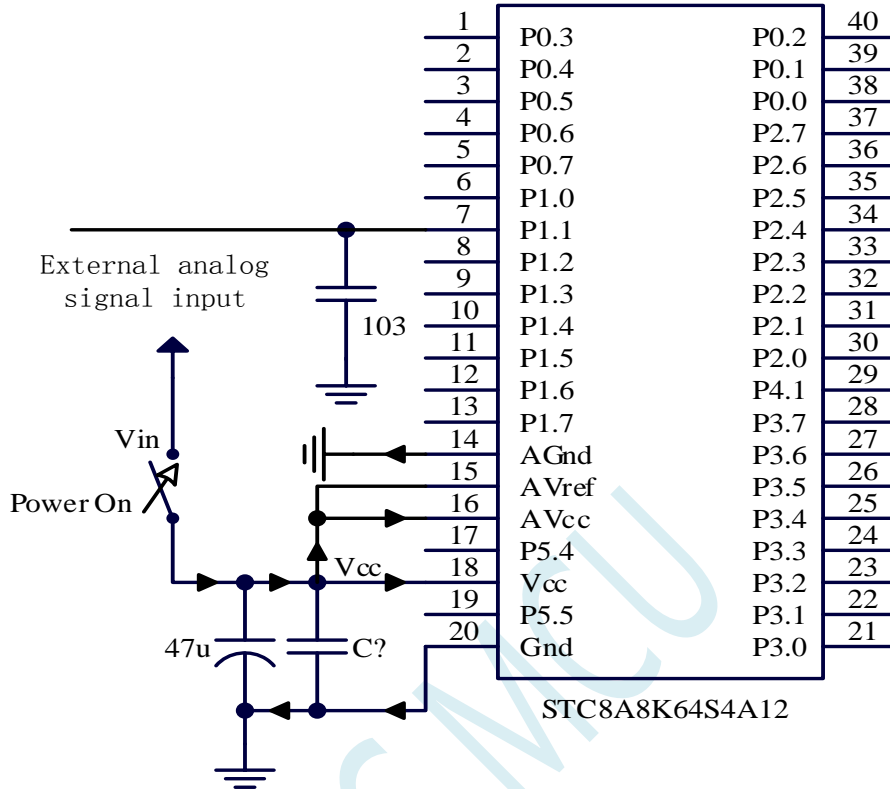 1 P0.3 P0.2 40
2 P0.4 P0.1 39
3 P0.5 P0.0 38
4 P0.6 P2.7 37
5 P0.7 P2.6 36
6 P1.0 P2.5 35
7 P1.1 P2.4 34
8 P1.2 P2.3 33
9 P1.3 P2.2 32
10 P1.4 P2.1 31
11 P1.5 P2.0 30
12 P1.6 P4.1 29
13 P1.7 P3.7 28
14 AGnd P3.6 27
15 AVref P3.5 26
16 AVcc P3.4 25
17 P5.4 P3.3 24
18 Vcc P3.2 23
19 P5.5 P3.1 22
20 Gnd P3.0 21
External analog
signal input
103
Vin
Power On
Vcc
47u
C?
STC8A8K64S4A12
MCU